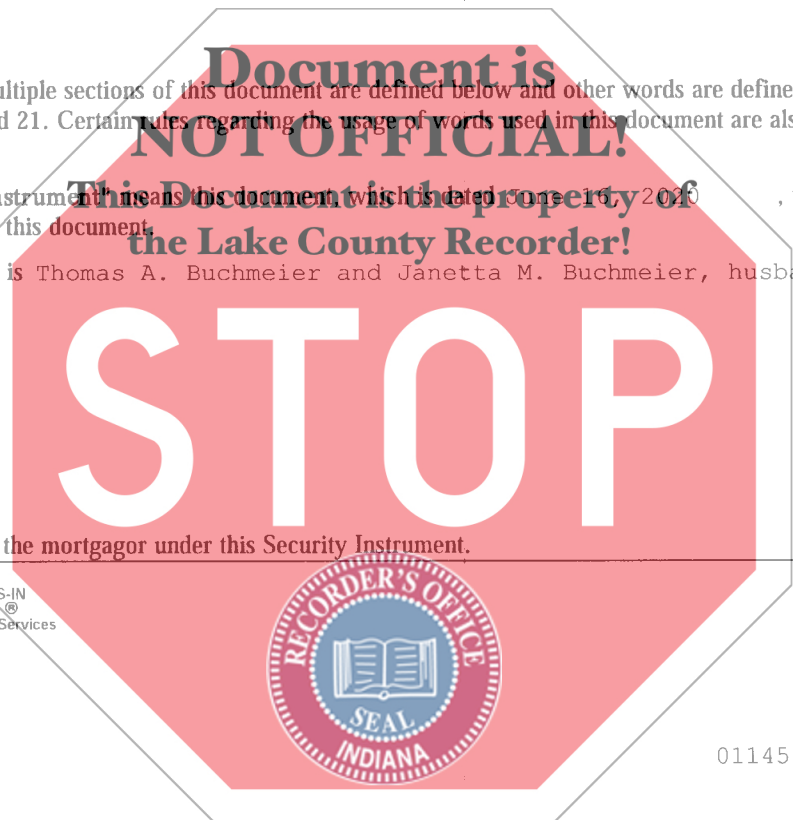 Document is
ultiple sections of this document are defined below and other words are define
d 21. Certain rules regarding the usage of words used in this document are als
NOT OFFICIAL!
nstrument" means this document, which is dated June 16, 2020 ,
This Document is the property of
this document.
the Lake County Recorder!
is Thomas A. Buchmeier and Janetta M. Buchmeier, husba
STOP
the mortgagor under this Security Instrument.
S-IN
®
Services
RECORDER'S OFFICE
SEAL
INDIANA
01145